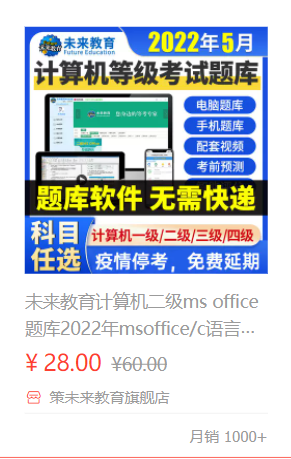 未来教育
Future Education
2022年5月
计算机等级考试题库
电脑题库
手机题库
配套视频
考前预测
题库软件 无需快递
科目
任选
计算机一级/二级/三级/四级
疫情停考，免费延期
未来教育计算机二级ms office
题库2022年msoffice/c语言...
¥ 28.00 ¥60.00
策未来教育旗舰店
月销 1000+